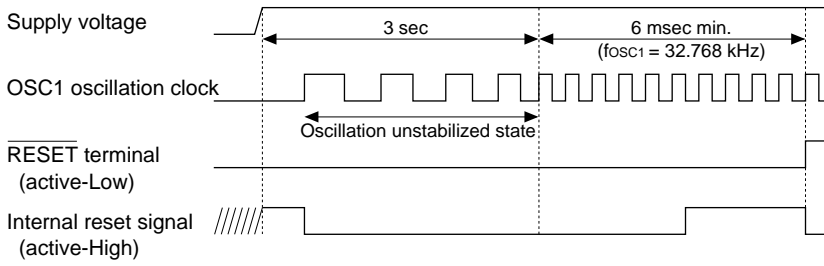 Supply voltage
3 sec
6 msec min.
(fOSC1 = 32.768 kHz)
OSC1 oscillation clock
Oscillation unstabilized state
RESET terminal
(active-Low)
Internal reset signal
(active-High)